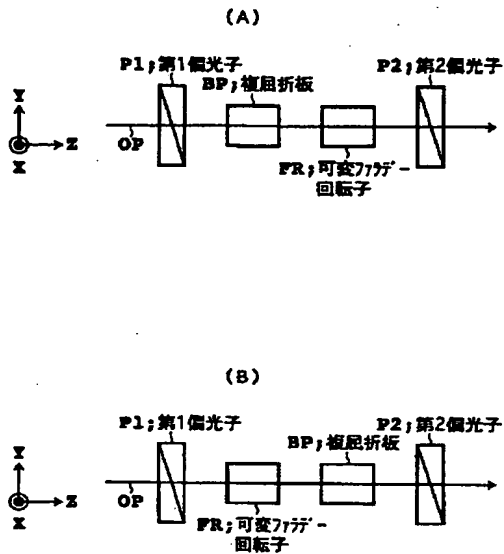 (A)
P1;第1偏光子
BP;複屈折板
P2;第2偏光子
Y
Z
X
OP
FR;可変ファラデー
回転子
(B)
P1;第1偏光子
P2;第2偏光子
BP;複屈折板
Y
Z
X
OP
FR;可変ファラデー
回転子